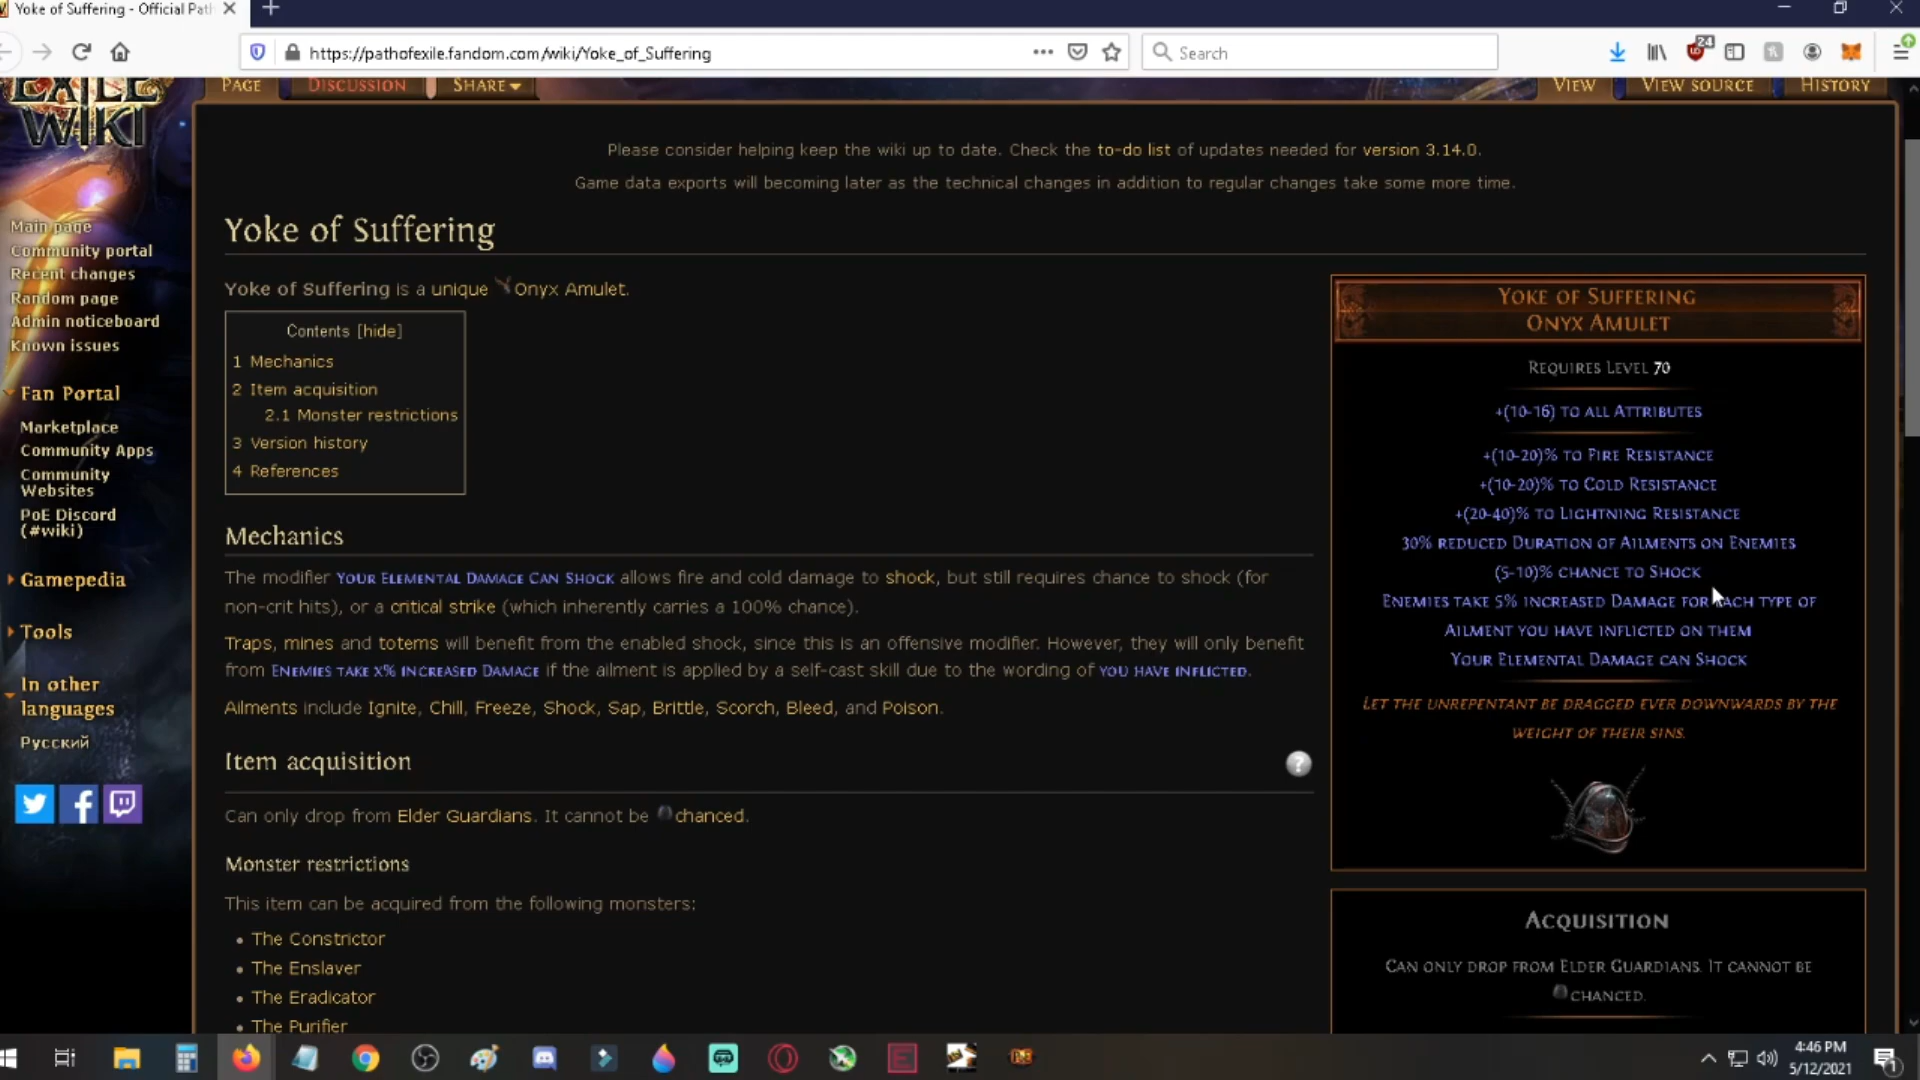 Yoke of Suffering - Official Path
https://pathofexile.fandom.com/wiki/Yoke_of_Suffering
Search
24
EXILE
WIKI
PAGE
DISCUSSION
SHARE
VIEW
VIEW SOURCE
HISTORY
Please consider helping keep the wiki up to date. Check the to-do list of updates needed for version 3.14.0.
Game data exports will becoming later as the technical changes in addition to regular changes take some more time.
Main page
Community portal
Recent changes
Random page
Admin noticeboard
Known issues
Fan Portal
Marketplace
Community Apps
Community
Websites
PoE Discord
(#wiki)
Gamepedia
Tools
In other
languages
Русский
Yoke of Suffering
Yoke of Suffering is a unique Onyx Amulet.
Contents [hide]
1 Mechanics
2 Item acquisition
2.1 Monster restrictions
3 Version history
4 References
Mechanics
The modifier Your Elemental Damage can Shock allows fire and cold damage to shock, but still requires chance to shock (for
non-crit hits), or a critical strike (which inherently carries a 100% chance).
Traps, mines and totems will benefit from the enabled shock, since this is an offensive modifier. However, they will only benefit
from Enemies take x% increased Damage if the ailment is applied by a self-cast skill due to the wording of you have inflicted.
Ailments include Ignite, Chill, Freeze, Shock, Sap, Brittle, Scorch, Bleed, and Poison.
Item acquisition
?
Can only drop from Elder Guardians. It cannot be chanced.
Monster restrictions
This item can be acquired from the following monsters:
The Constrictor
The Enslaver
The Eradicator
The Purifier
Yoke of Suffering
Onyx Amulet
Requires Level 70
+(10-16) to all Attributes
+(10-20)% to Fire Resistance
+(10-20)% to Cold Resistance
+(20-40)% to Lightning Resistance
30% reduced Duration of Ailments on Enemies
(5-10)% chance to Shock
Enemies take 5% increased Damage for each type of
Ailment you have inflicted on them
Your Elemental Damage can Shock
Let the unrepentant be dragged ever downwards by the
weight of their sins.
Acquisition
Can only drop from Elder Guardians. It cannot be
chanced.
4:46 PM
5/12/2021
1